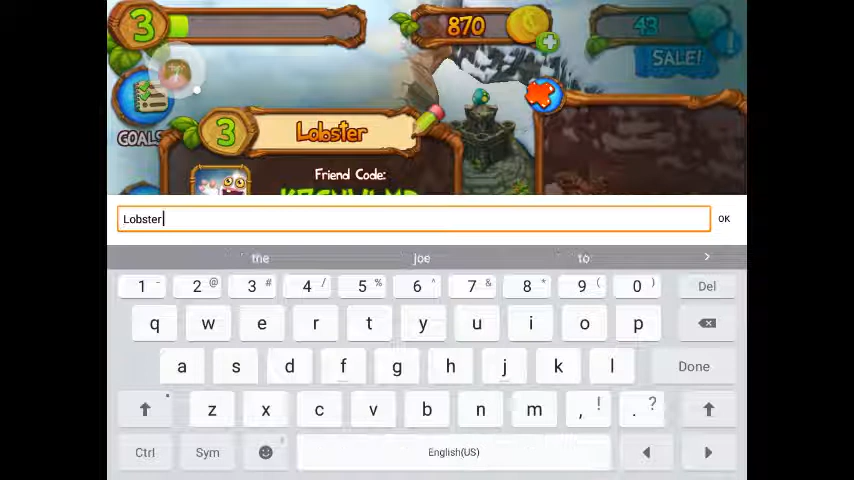 3
870
43
SALE!
GOALS
3
Lobster
Friend Code:
Lobster
OK
the joe to >
1 - 2 @ 3 # 4 / 5 % 6 ^ 7 & 8 * 9 ( 0 ) Del
q w e r t y u i o p
a s d f g h j k l Done
z x c v b n m , ! . ?
Ctrl Sym English(US)